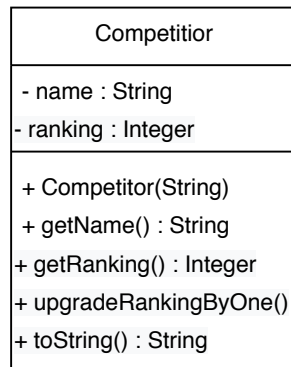 Competitior
- name : String
- ranking : Integer
+ Competitor(String)
+ getName() : String
+ getRanking() : Integer
+ upgradeRankingByOne()
+ toString() : String